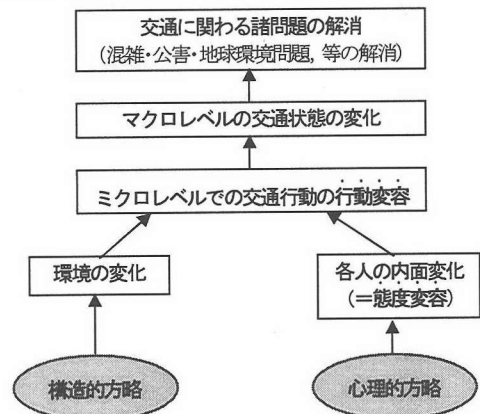 交通に関わる諸問題の解消
(混雑・公害・地球環境問題, 等の解消)
マクロレベルの交通状態の変化
ミクロレベルでの交通行動の行動変容
環境の変化
各人の内面変化
(=態度変容)
構造的方略
心理的方略